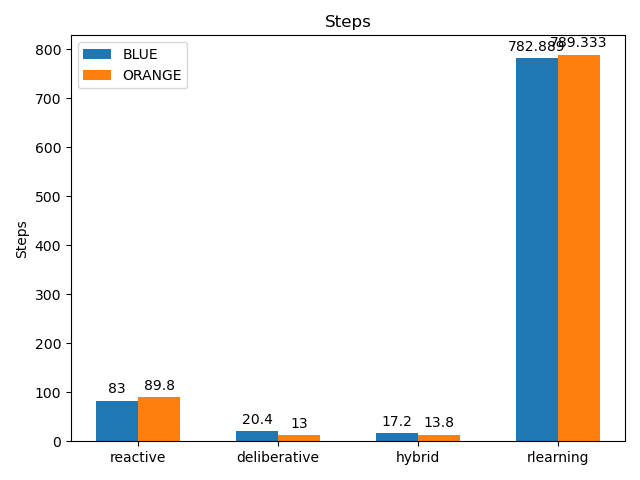 Steps
BLUE
ORANGE
Steps
800
700
600
500
400
300
200
100
0
83
89.8
20.4
13
17.2
13.8
782.889
789.333
reactive
deliberative
hybrid
rlearning